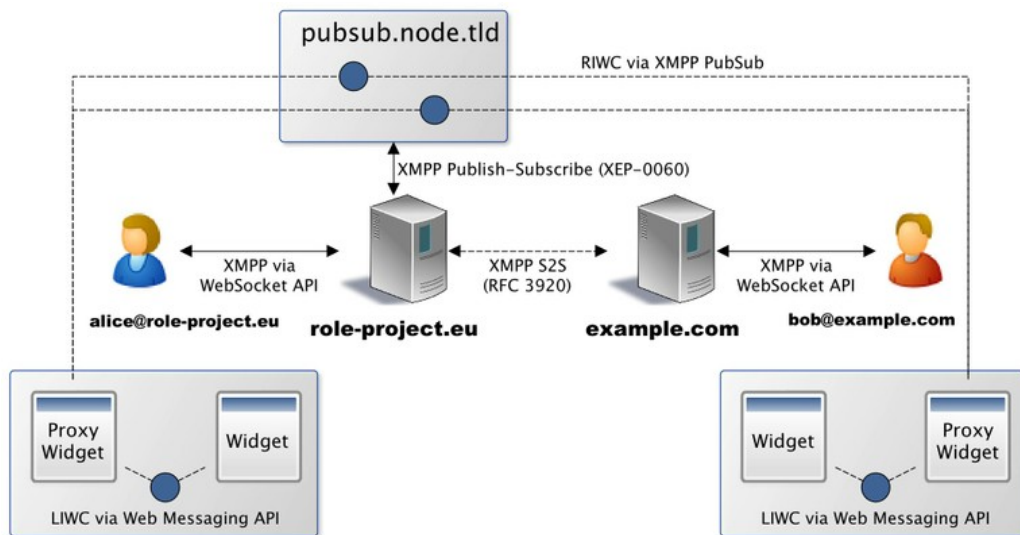 pubsub.node.tld
RIWC via XMPP PubSub
XMPP Publish-Subscribe (XEP-0060)
XMPP via
WebSocket API
XMPP S2S
(RFC 3920)
XMPP via
WebSocket API
alice@role-project.eu
role-project.eu
example.com
bob@example.com
Proxy
Widget
Widget
LIWC via Web Messaging API
Widget
Proxy
Widget
LIWC via Web Messaging API